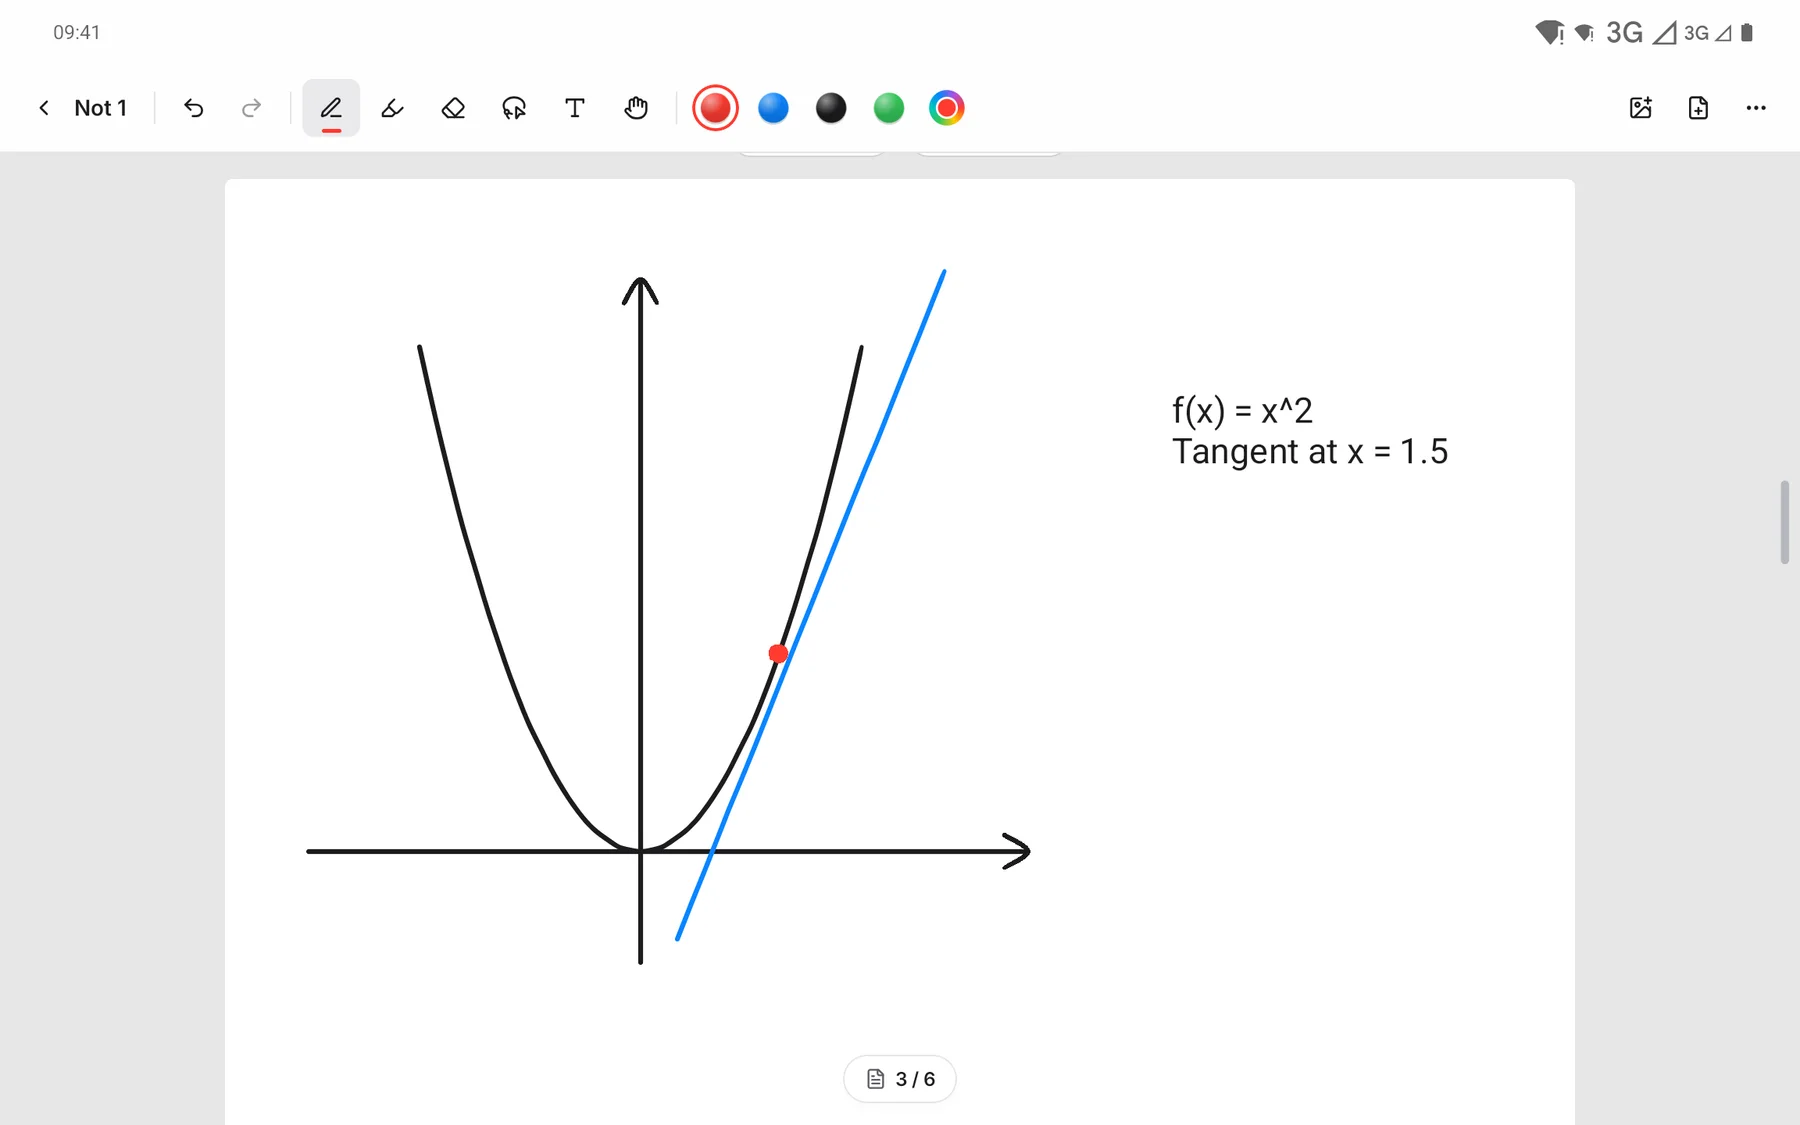 09:41
3G 3G
Not 1
T
f(x) = x^2
Tangent at x = 1.5
3 / 6